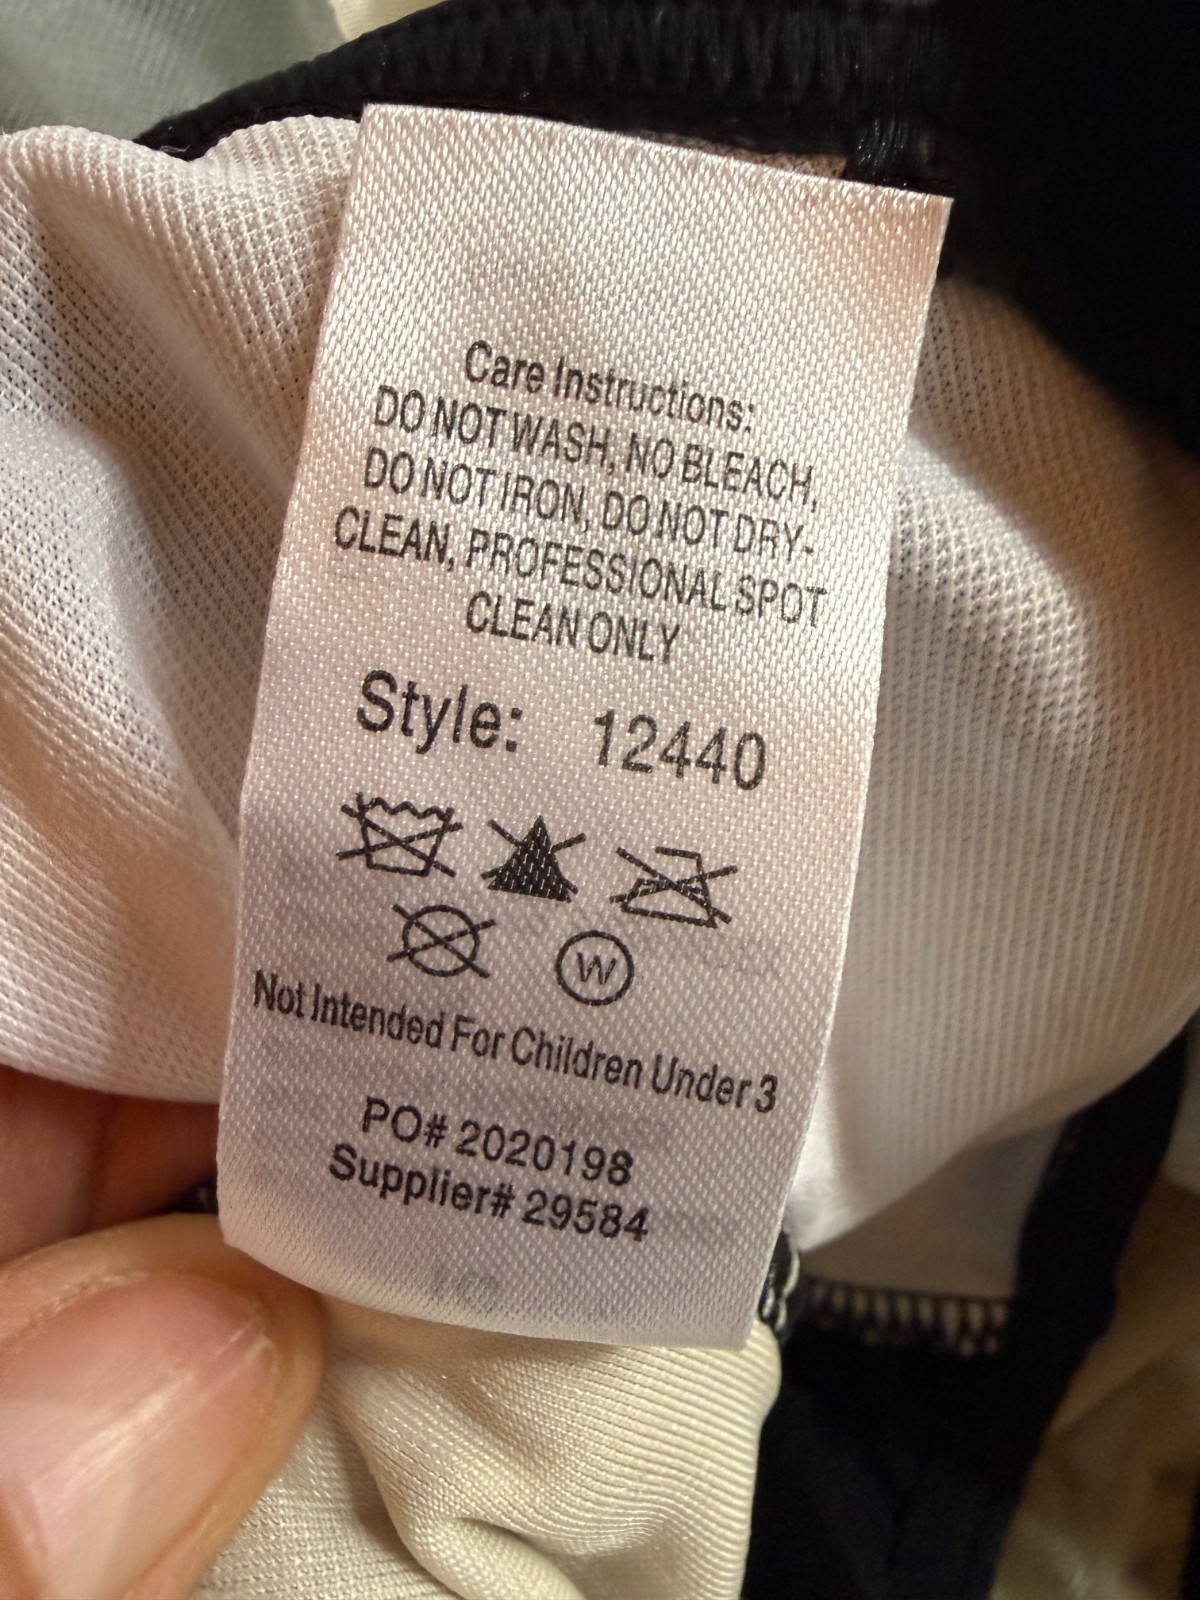 Care Instructions:
DO NOT WASH, NO BLEACH,
DO NOT IRON, DO NOT DRY-
CLEAN, PROFESSIONAL SPOT
CLEAN ONLY
Style: 12440
W
Not Intended For Children Under 3
PO# 2020198
Supplier# 29584